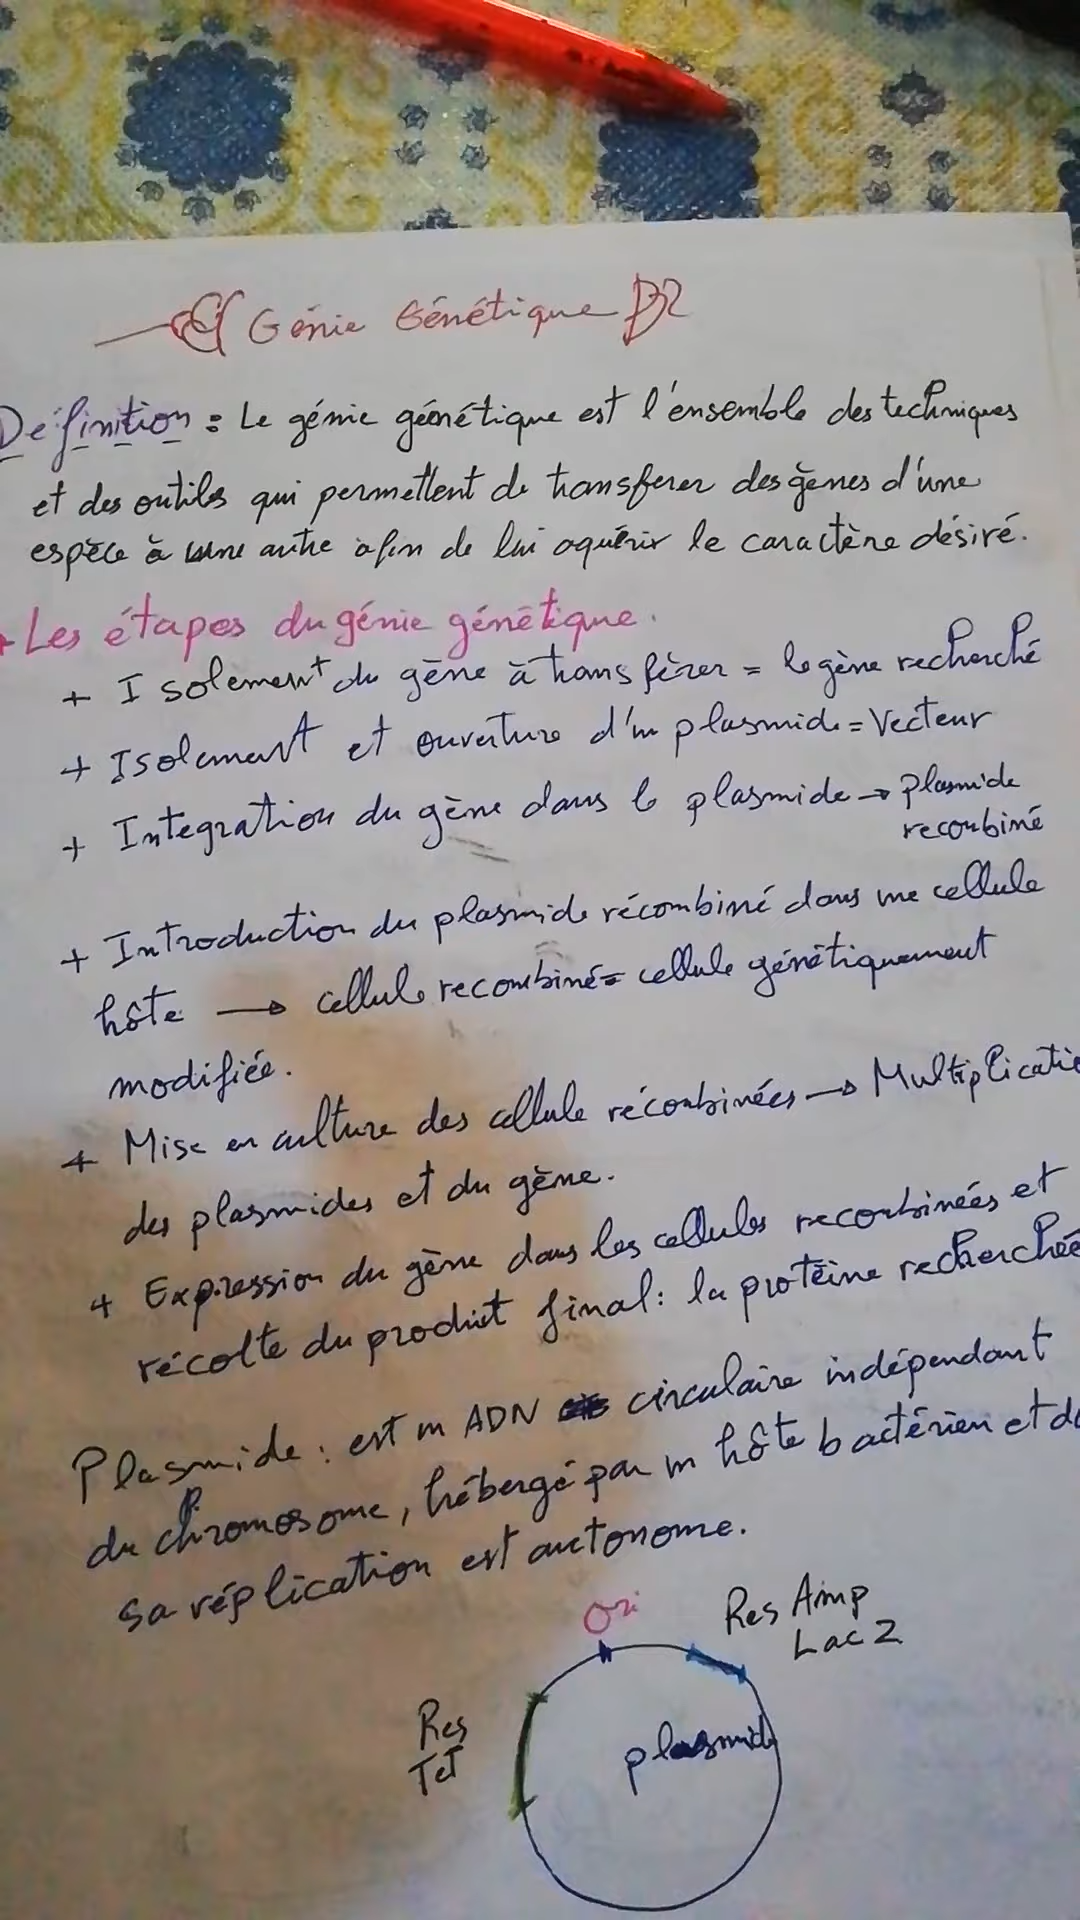 Génie Génétique
Définition : Le génie géénétique est l'ensemble des techniques
et des outils qui permettent de transferer des gènes d'une
espèce à une autre afin de lui aquérir le caractère désiré.
+ Les étapes du génie génétique.
+ Isolement du gène à transférer = le gène recherché
+ Isolement et ouverture d'un plasmide = Vecteur
+ Integration du gène dans le plasmide → plasmide
recombiné
+ Introduction du plasmide récombiné dans une cellule
hôte → cellule recombiné = cellule génétiquement
modifiée.
+ Mise en culture des cellule récombinées → Multiplicatio
des plasmides et du gène.
+ Expression du gène dans les cellules recombineés et
récolte du produit final : la protéine recherchée
Plasmide : est un ADN circulaire indépendant
du chromosome, hébergé par un hôte bactérien et do
sa réplication est autonome.
Ori
Res Amp
Lac Z
Res
Tet
plasmide